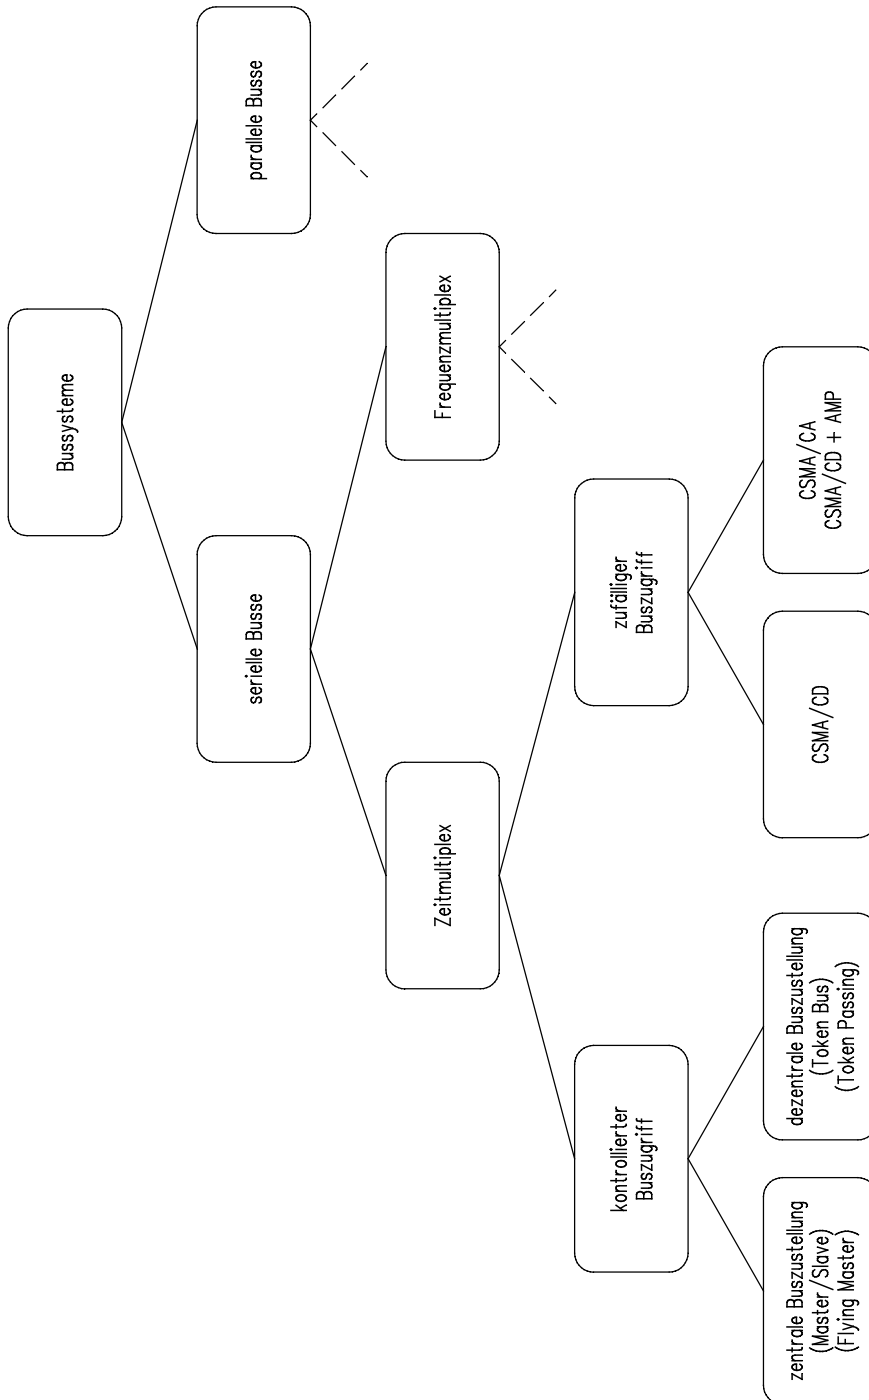 Bussysteme
serielle Busse
parallele Busse
Zeitmultiplex
Frequenzmultiplex
kontrollierter
Buszugriff
zufälliger
Buszugriff
zentrale Buszustellung
(Master/Slave)
(Flying Master)
dezentrale Buszustellung
(Token Bus)
(Token Passing)
CSMA/CD
CSMA/CA
CSMA/CD + AMP